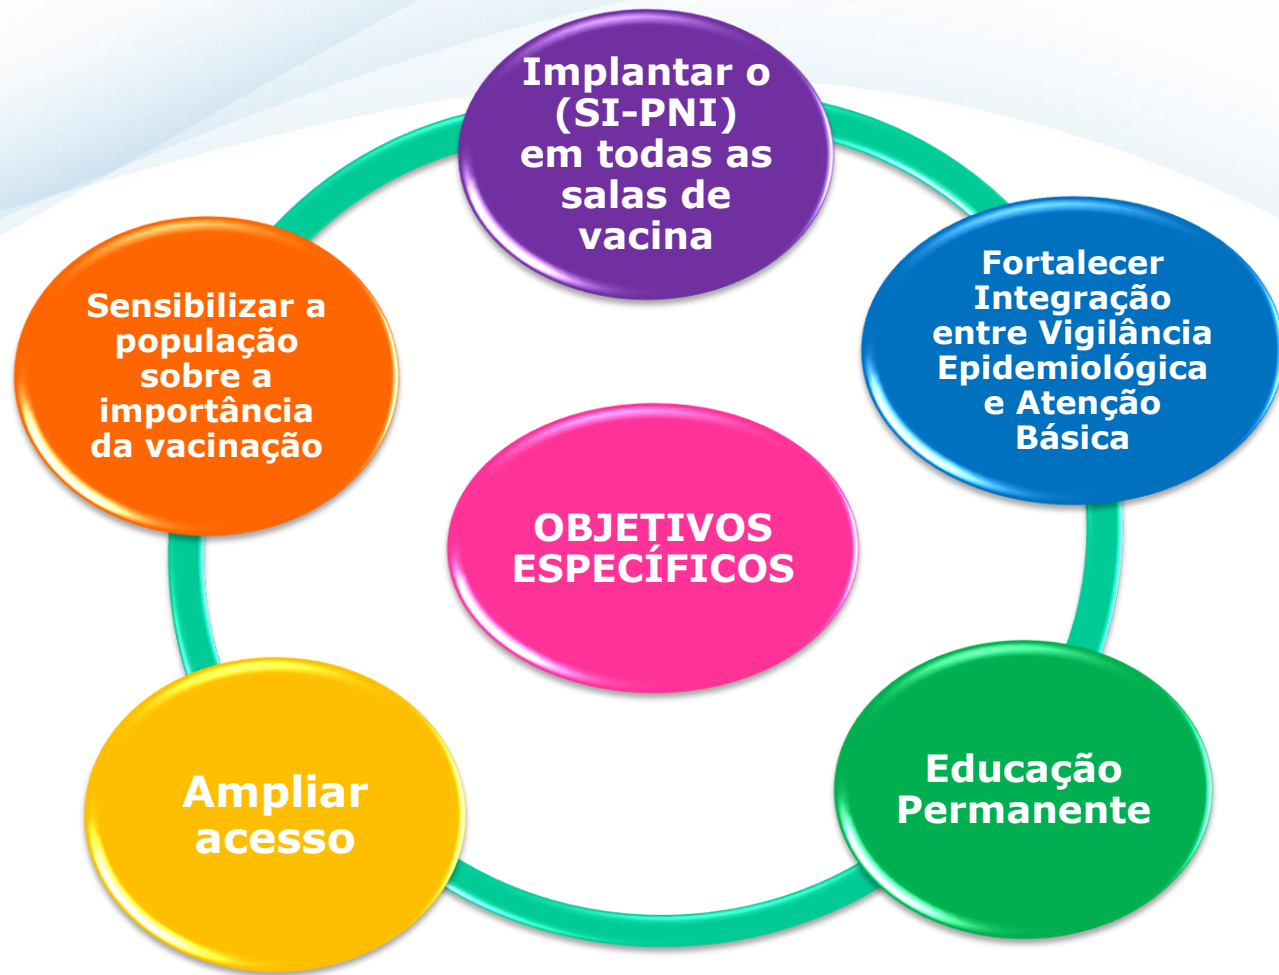 Implantar o
(SI-PNI)
em todas as
salas de
vacina
Fortalecer
Integração
entre Vigilância
Epidemiológica
e Atenção
Básica
Sensibilizar a
população
sobre a
importância
da vacinação
OBJETIVOS
ESPECÍFICOS
Educação
Permanente
Ampliar
acesso